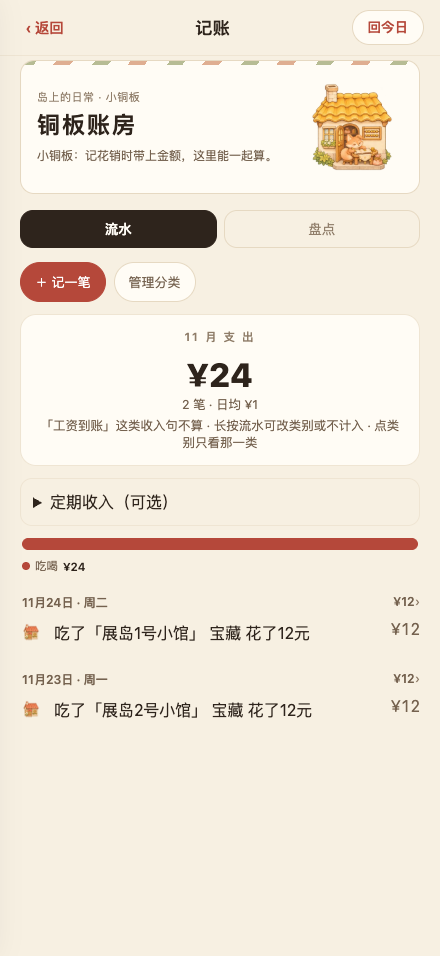 ‹ 返回
记账
回今日
岛上的日常 · 小铜板
铜板账房
小铜板：记花销时带上金额，这里能一起算。
流水
盘点
＋ 记一笔
管理分类
11 月 支 出
¥24
2 笔 · 日均 ¥1
「工资到账」这类收入句不算 · 长按流水可改类别或不计入 · 点类
别只看那一类
▶ 定期收入（可选）
吃喝 ¥24
11月24日 · 周二
¥12›
吃了「展岛1号小馆」 宝藏 花了12元
¥12
11月23日 · 周一
¥12›
吃了「展岛2号小馆」 宝藏 花了12元
¥12